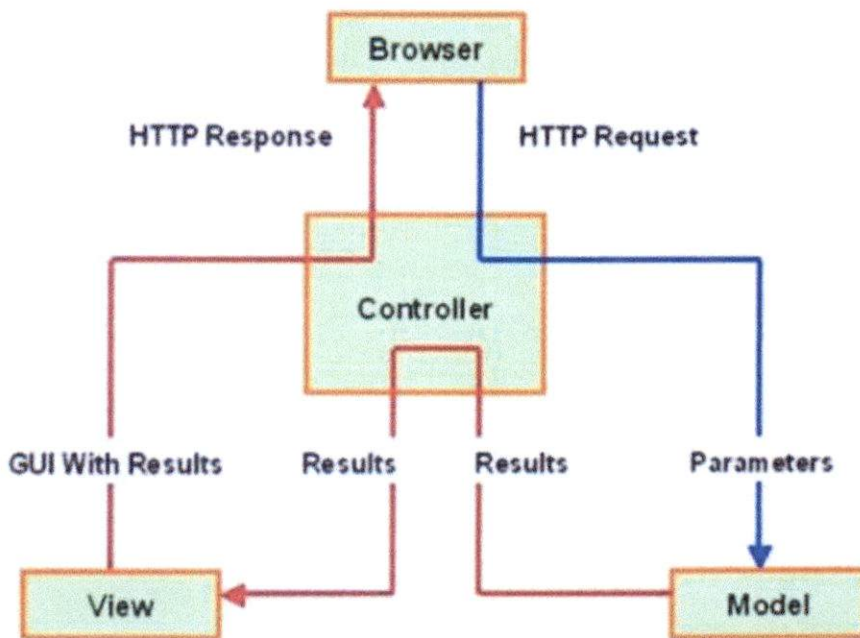 Browser
HTTP Response
HTTP Request
Controller
GUI With Results
Results
Results
Parameters
View
Model